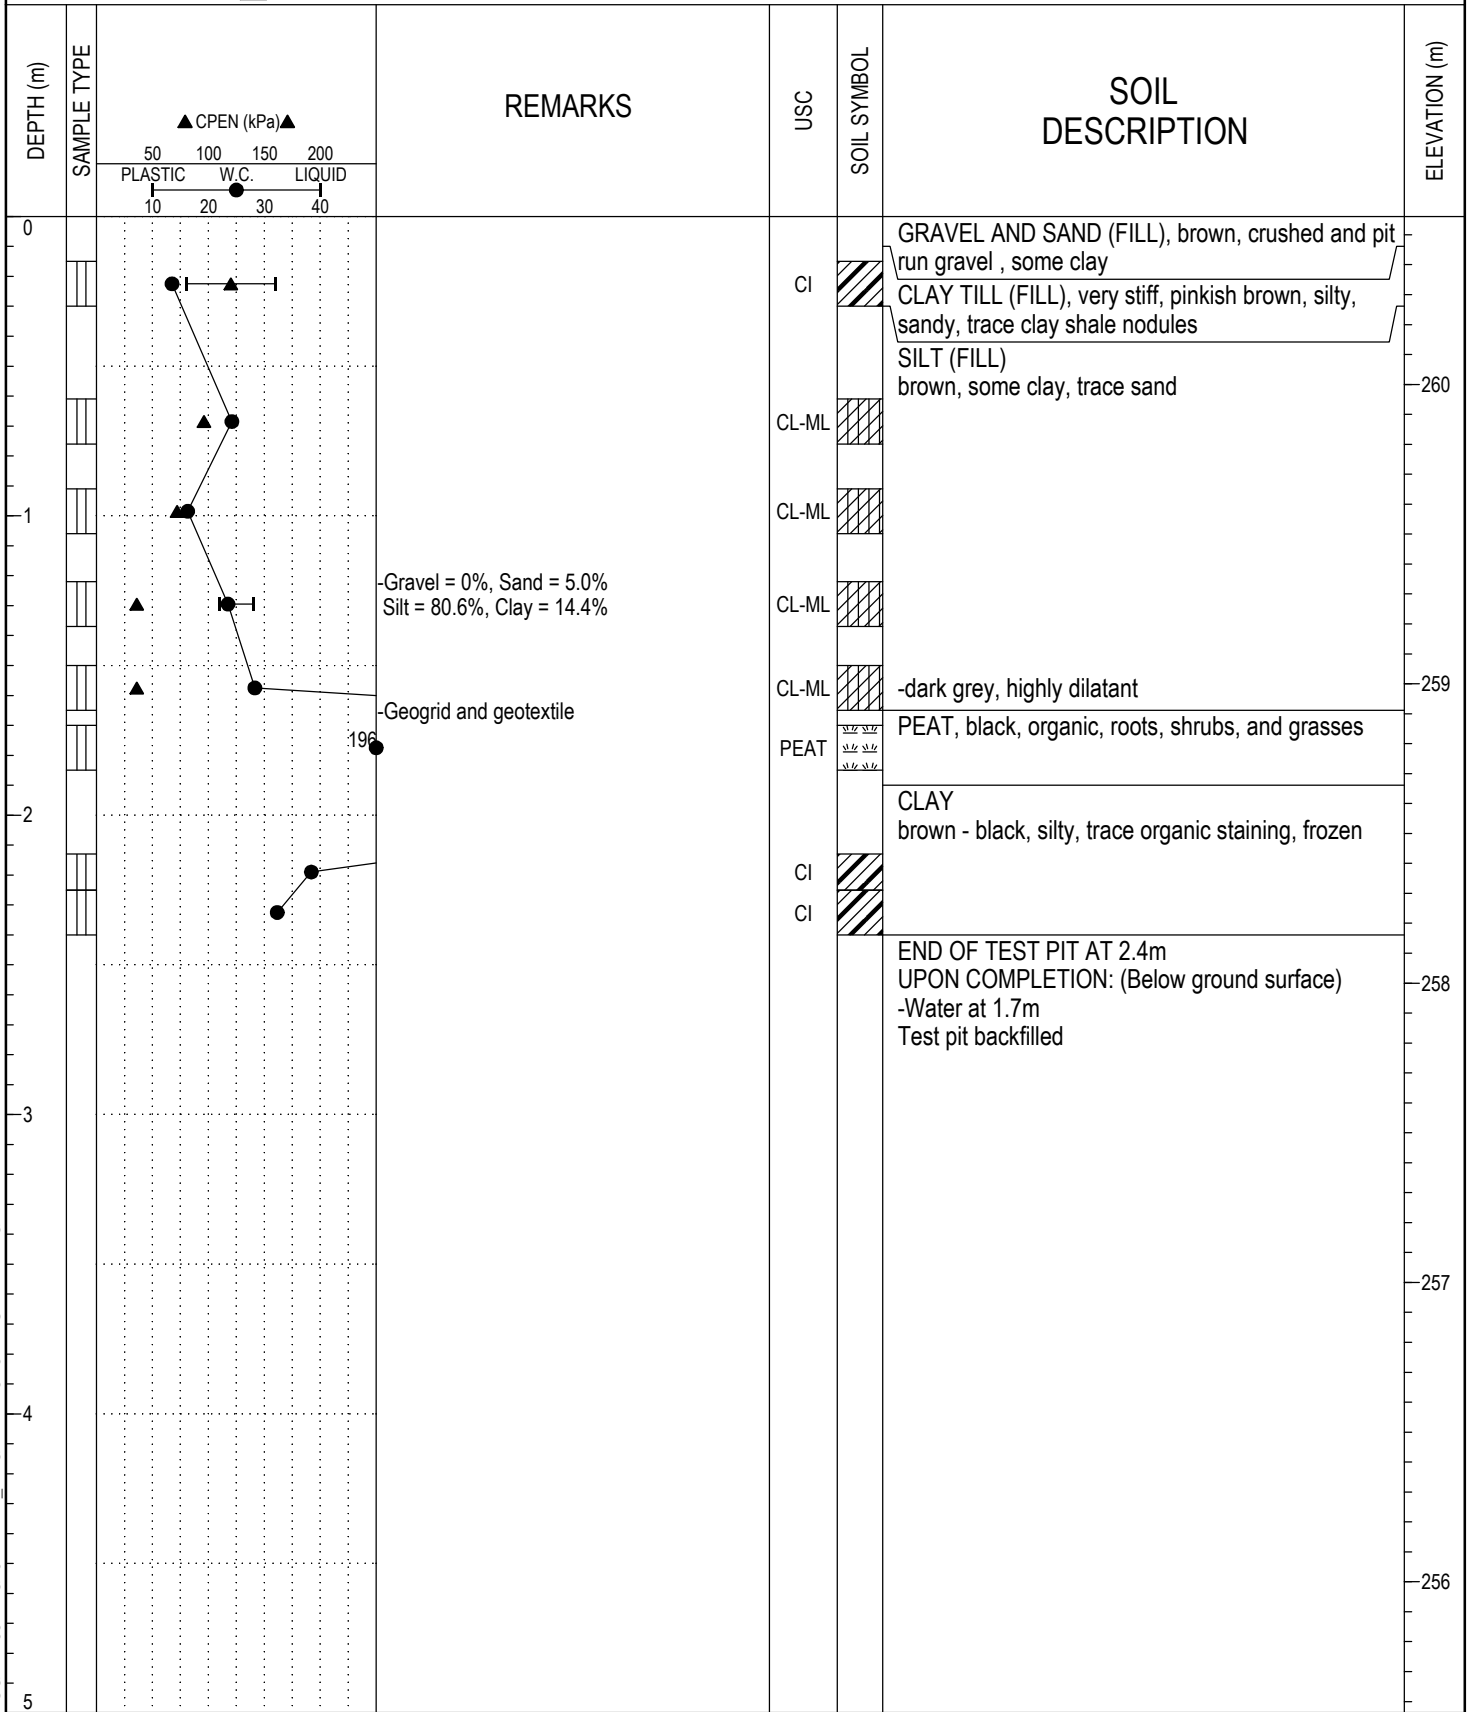 DEPTH (m)
SAMPLE TYPE
▲ CPEN (kPa) ▲
50 100 150 200
PLASTIC W.C. LIQUID
10 20 30 40
REMARKS
USC
SOIL SYMBOL
SOIL
DESCRIPTION
ELEVATION (m)
0
GRAVEL AND SAND (FILL), brown, crushed and pit
run gravel , some clay
CI
CLAY TILL (FILL), very stiff, pinkish brown, silty,
sandy, trace clay shale nodules
SILT (FILL)
brown, some clay, trace sand
260
CL-ML
1
CL-ML
-Gravel = 0%, Sand = 5.0%
Silt = 80.6%, Clay = 14.4%
CL-ML
CL-ML
-dark grey, highly dilatant
259
-Geogrid and geotextile
PEAT, black, organic, roots, shrubs, and grasses
196
PEAT
CLAY
2
brown - black, silty, trace organic staining, frozen
CI
CI
END OF TEST PIT AT 2.4m
UPON COMPLETION: (Below ground surface)
258
-Water at 1.7m
Test pit backfilled
3
257
4
256
5